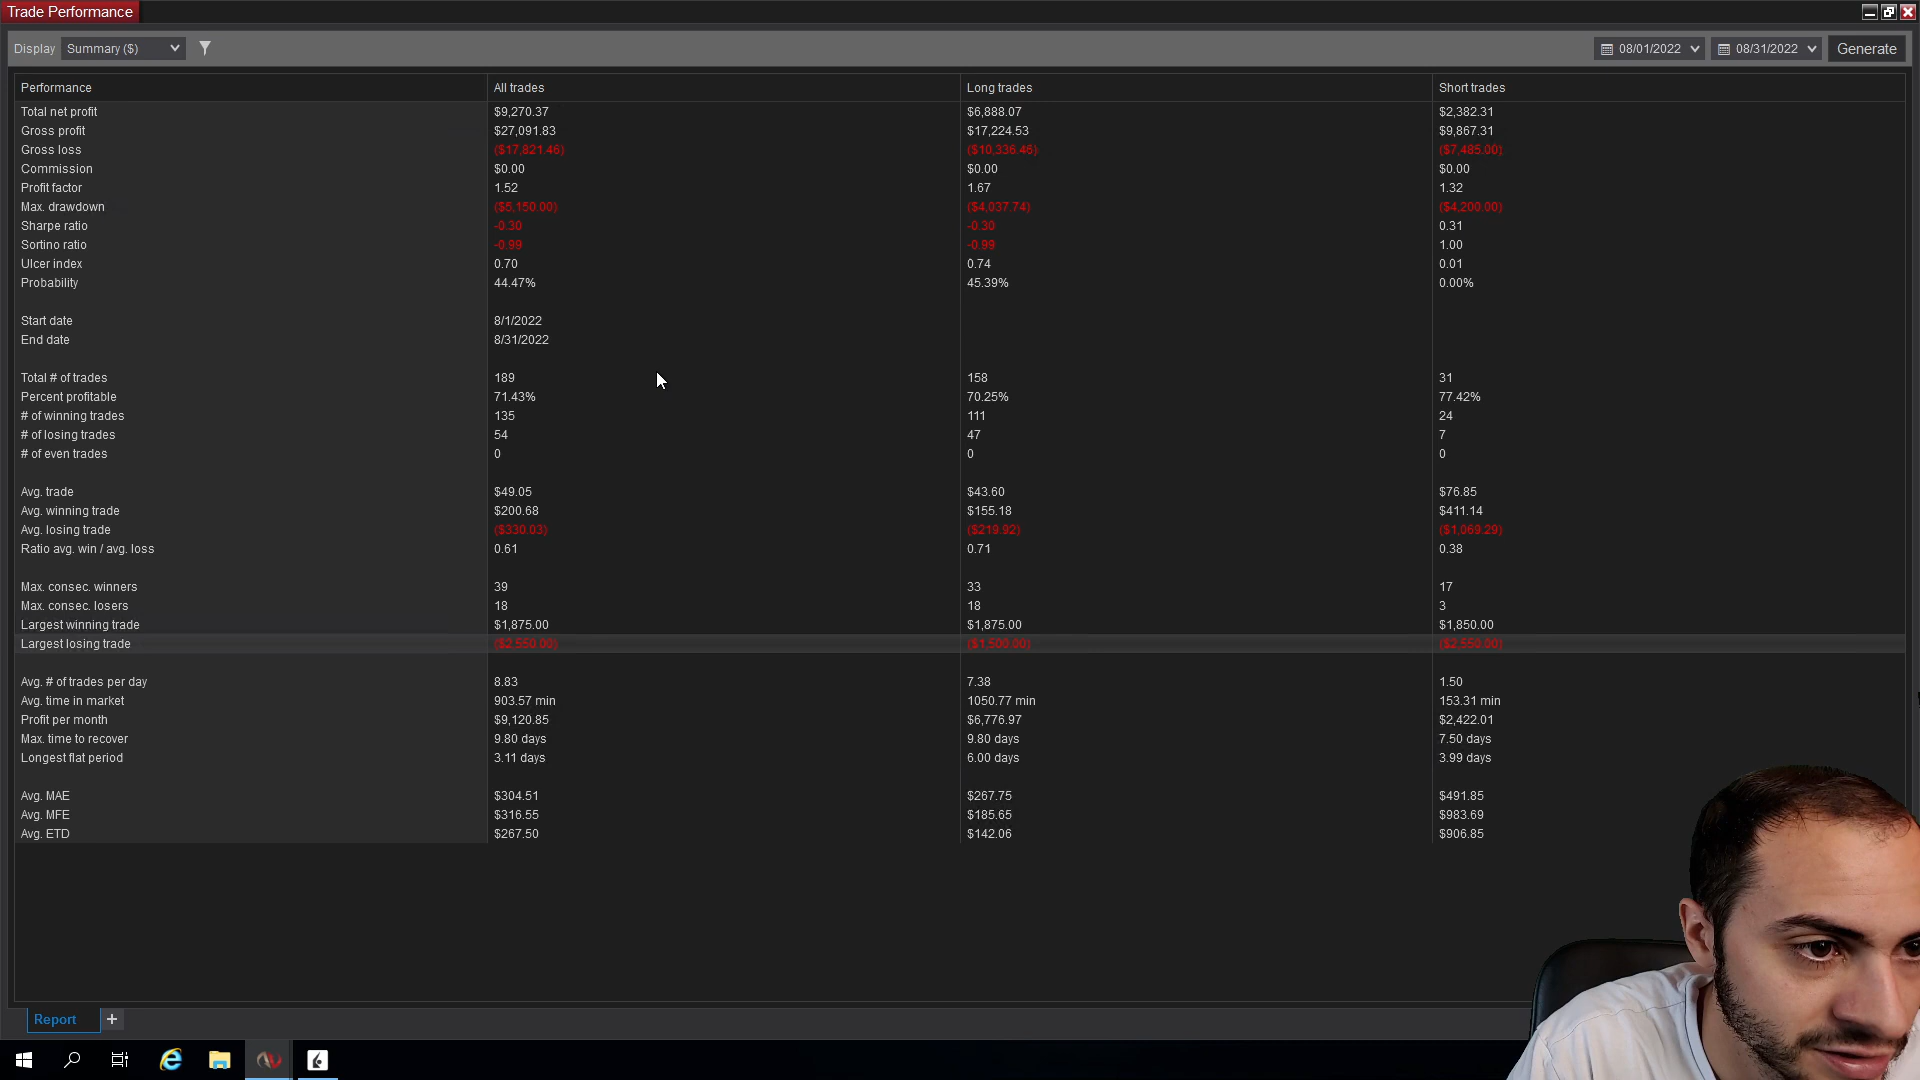 Trade Performance
Display Summary ($) 08/01/2022 08/31/2022 Generate
Performance All trades Long trades Short trades
Total net profit $9,270.37 $6,888.07 $2,382.31
Gross profit $27,091.83 $17,224.53 $9,867.31
Gross loss ($17,821.46) ($10,336.46) ($7,485.00)
Commission $0.00 $0.00 $0.00
Profit factor 1.52 1.67 1.32
Max. drawdown ($5,150.00) ($4,037.74) ($4,200.00)
Sharpe ratio -0.30 -0.30 0.31
Sortino ratio -0.99 -0.99 1.00
Ulcer index 0.70 0.74 0.01
Probability 44.47% 45.39% 0.00%
Start date 8/1/2022
End date 8/31/2022
Total # of trades 189 158 31
Percent profitable 71.43% 70.25% 77.42%
# of winning trades 135 111 24
# of losing trades 54 47 7
# of even trades 0 0 0
Avg. trade $49.05 $43.60 $76.85
Avg. winning trade $200.68 $155.18 $411.14
Avg. losing trade ($330.03) ($219.92) ($1,069.29)
Ratio avg. win / avg. loss 0.61 0.71 0.38
Max. consec. winners 39 33 17
Max. consec. losers 18 18 3
Largest winning trade $1,875.00 $1,875.00 $1,850.00
Largest losing trade ($2,550.00) ($1,500.00) ($2,550.00)
Avg. # of trades per day 8.83 7.38 1.50
Avg. time in market 903.57 min 1050.77 min 153.31 min
Profit per month $9,120.85 $6,776.97 $2,422.01
Max. time to recover 9.80 days 9.80 days 7.50 days
Longest flat period 3.11 days 6.00 days 3.99 days
Avg. MAE $304.51 $267.75 $491.85
Avg. MFE $316.55 $185.65 $983.69
Avg. ETD $267.50 $142.06 $906.85
Report +